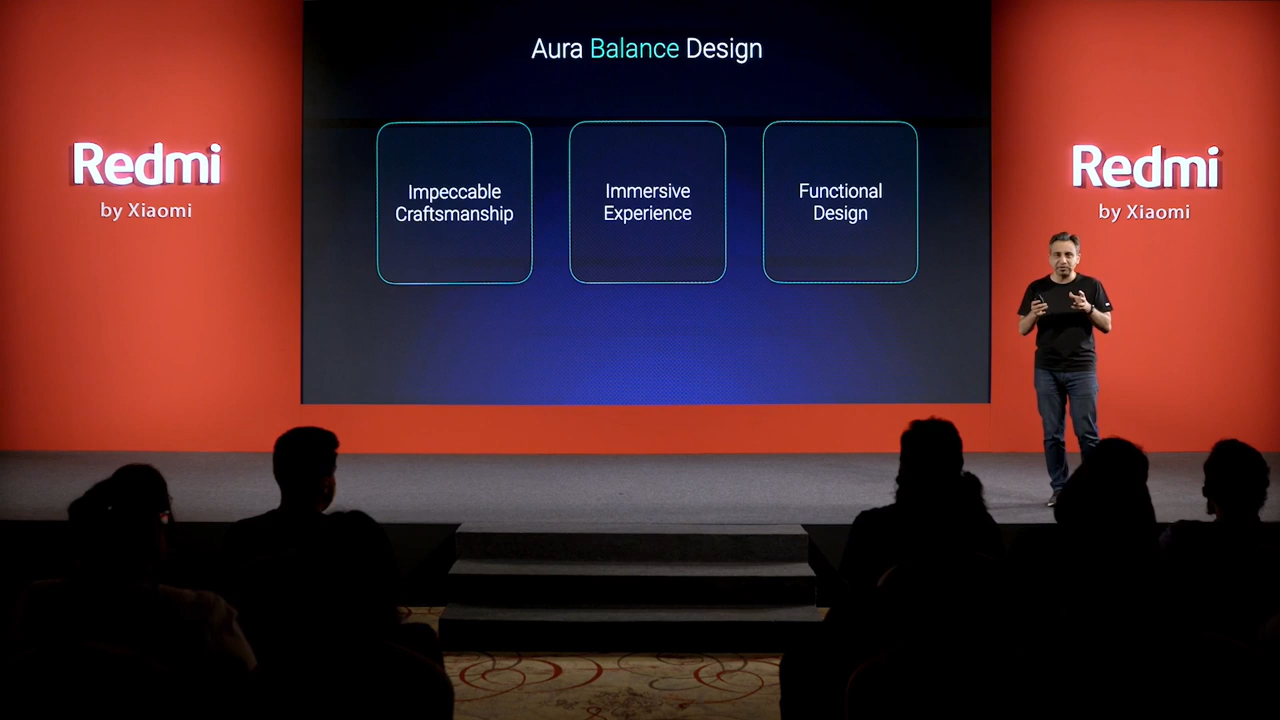 Aura Balance Design
Redmi
by Xiaomi
Impeccable
Craftsmanship
Immersive
Experience
Functional
Design
Redmi
by Xiaomi